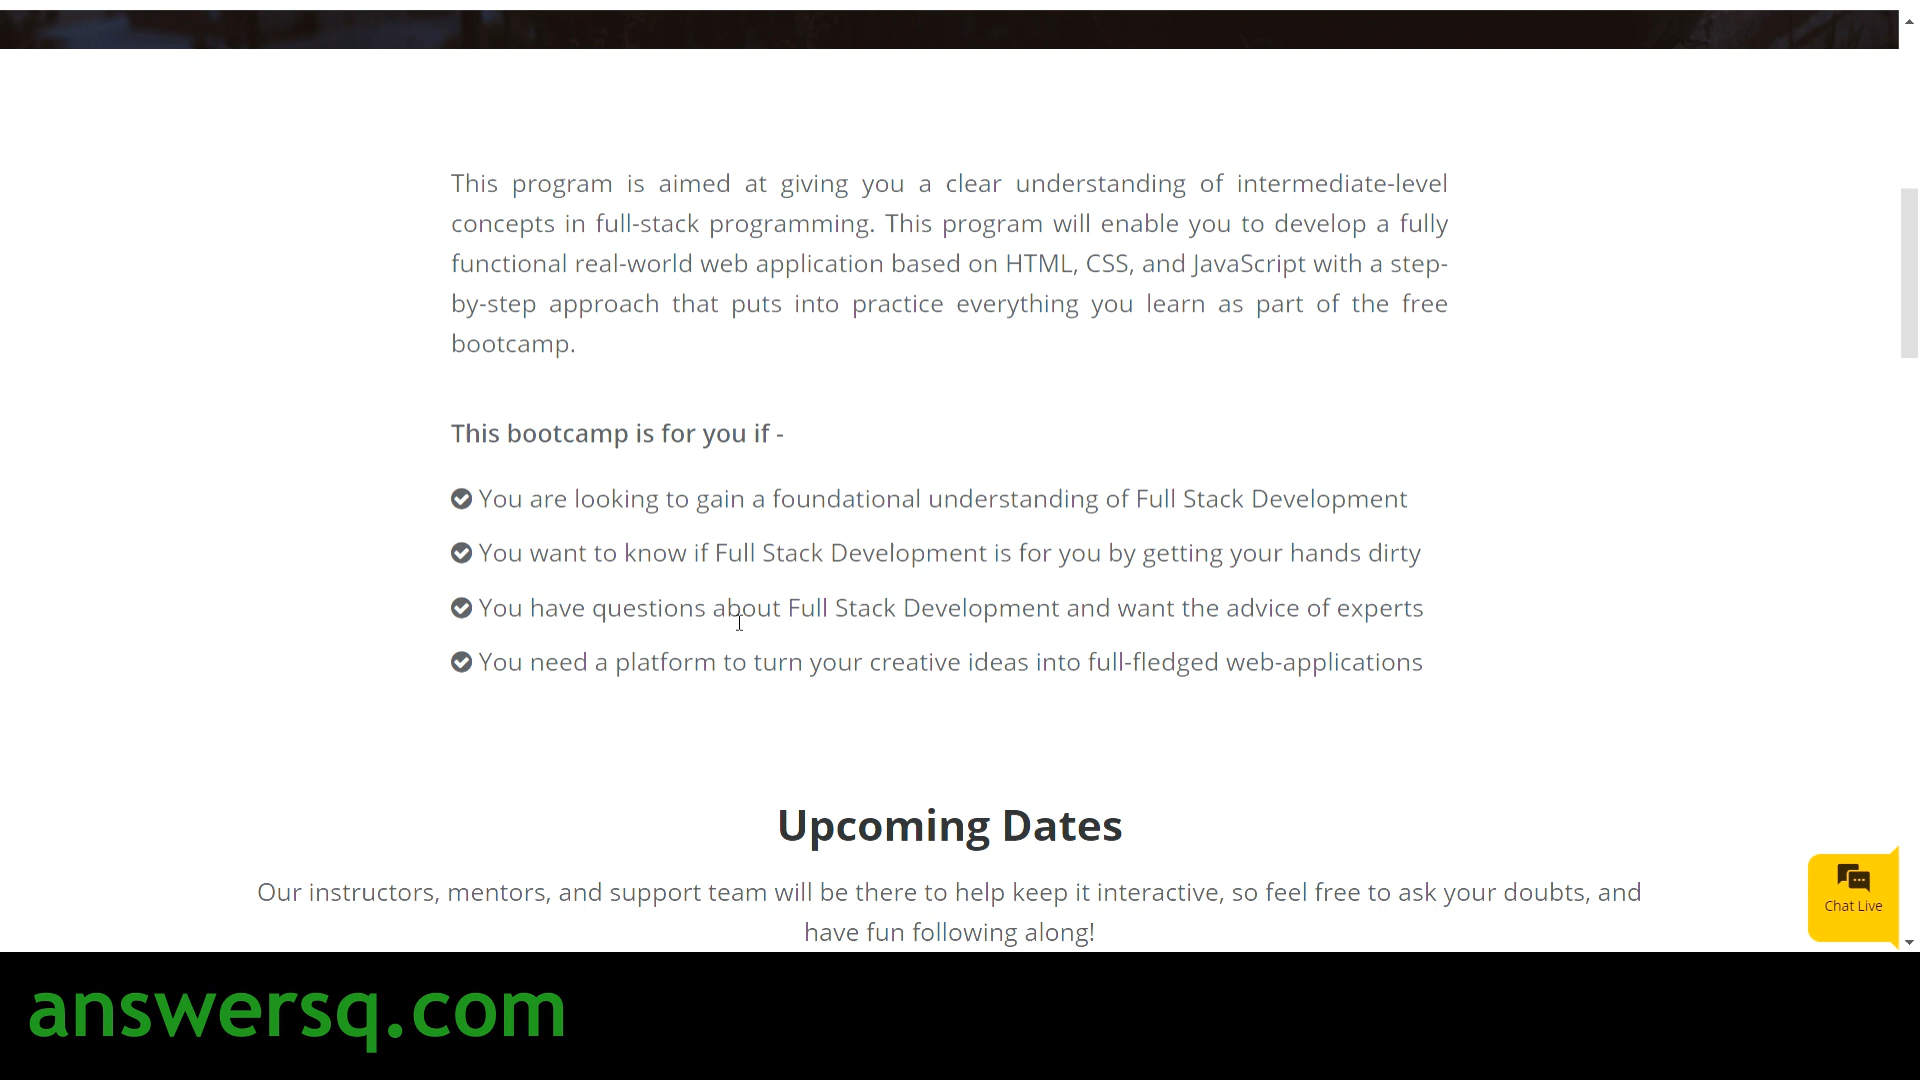 This program is aimed at giving you a clear understanding of intermediate-level
concepts in full-stack programming. This program will enable you to develop a fully
functional real-world web application based on HTML, CSS, and JavaScript with a step-
by-step approach that puts into practice everything you learn as part of the free
bootcamp.
This bootcamp is for you if -
You are looking to gain a foundational understanding of Full Stack Development
You want to know if Full Stack Development is for you by getting your hands dirty
You have questions about Full Stack Development and want the advice of experts
You need a platform to turn your creative ideas into full-fledged web-applications
Upcoming Dates
Our instructors, mentors, and support team will be there to help keep it interactive, so feel free to ask your doubts, and
have fun following along!
Chat Live
answersq.com